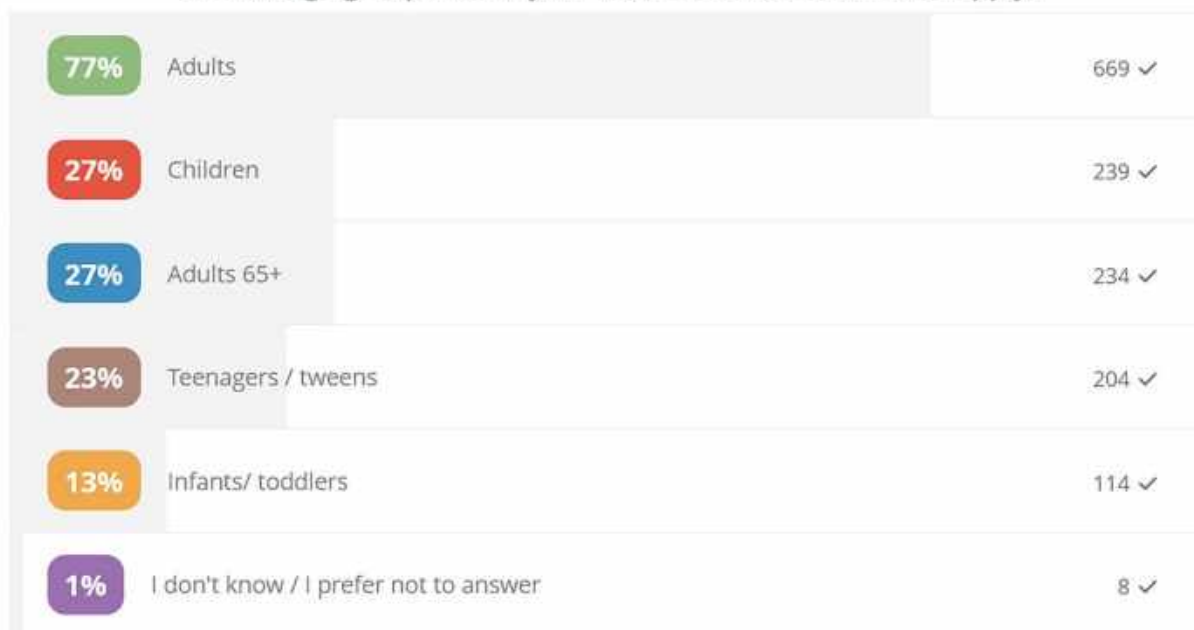 77% Adults 669 ✓
27% Children 239 ✓
27% Adults 65+ 234 ✓
23% Teenagers / tweens 204 ✓
13% Infants/ toddlers 114 ✓
1% I don't know / I prefer not to answer 8 ✓